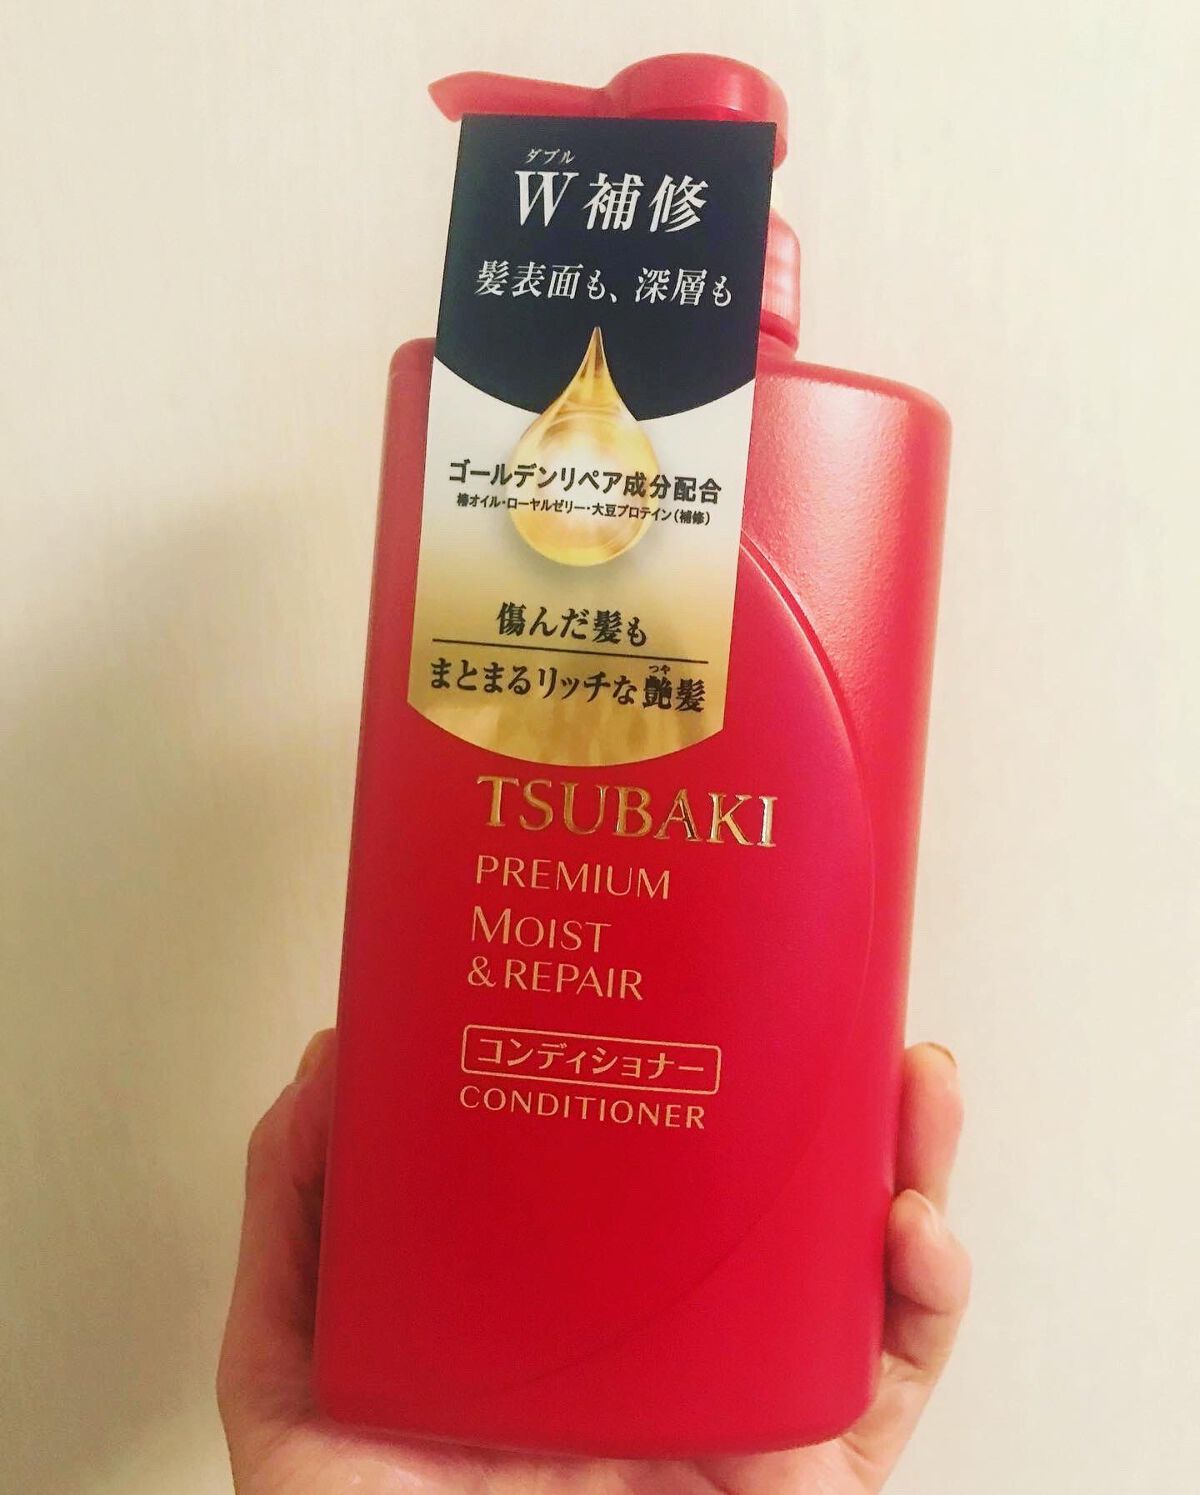 ダブル
W補修
髪表面も、深層も
ゴールデンリペア成分配合
椿オイル・ローヤルゼリー・大豆プロテイン(補修)
傷んだ髪も
つや
まとまるリッチな艶髪
TSUBAKI
PREMIUM
MOIST
& REPAIR
コンディショナー
CONDITIONER